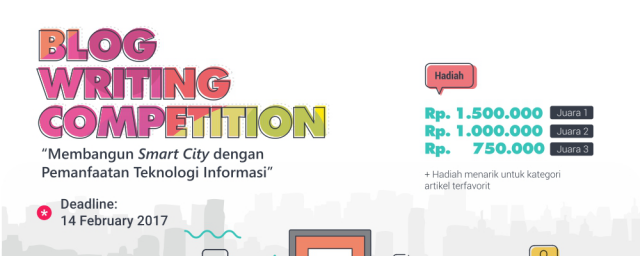 BLOG
WRITING
COMPETITION
“Membangun Smart City dengan
Pemanfaatan Teknologi Informasi”
* Deadline:
14 February 2017
Hadiah
Rp. 1.500.000 Juara 1
Rp. 1.000.000 Juara 2
Rp. 750.000 Juara 3
+ Hadiah menarik untuk kategori
artikel terfavorit